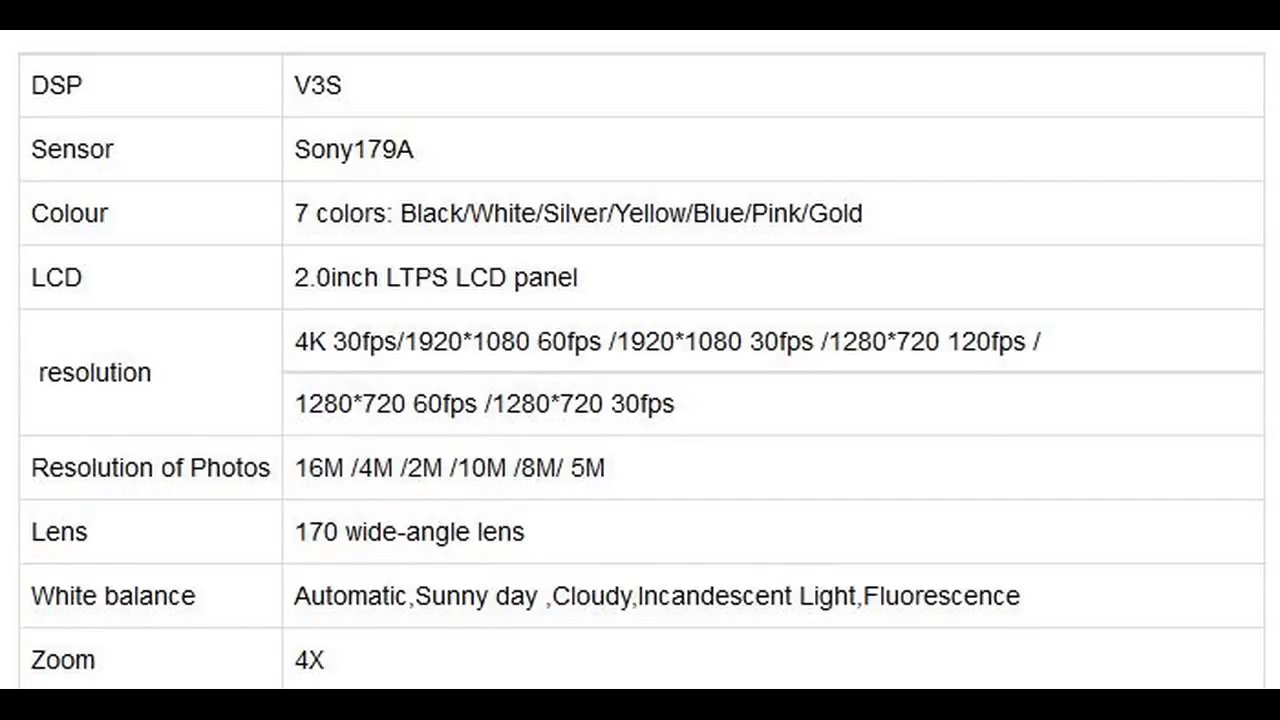 DSP V3S
Sensor Sony179A
Colour 7 colors: Black/White/Silver/Yellow/Blue/Pink/Gold
LCD 2.0inch LTPS LCD panel
resolution 4K 30fps/1920*1080 60fps /1920*1080 30fps /1280*720 120fps /
1280*720 60fps /1280*720 30fps
Resolution of Photos 16M /4M /2M /10M /8M/ 5M
Lens 170 wide-angle lens
White balance Automatic,Sunny day ,Cloudy,Incandescent Light,Fluorescence
Zoom 4X